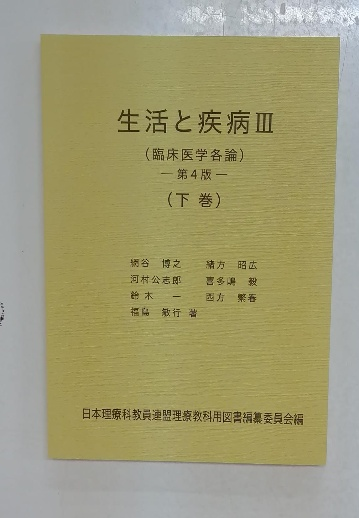 生活と疾病Ⅲ
（臨床医学各論）
― 第4版 ―
（下巻）
網谷 博之 緒方 昭広
河村公志郎 喜多嶋 毅
鈴木 一 西方 繁春
福島 敏行 著
日本理療科教員連盟理療教科用図書編纂委員会編